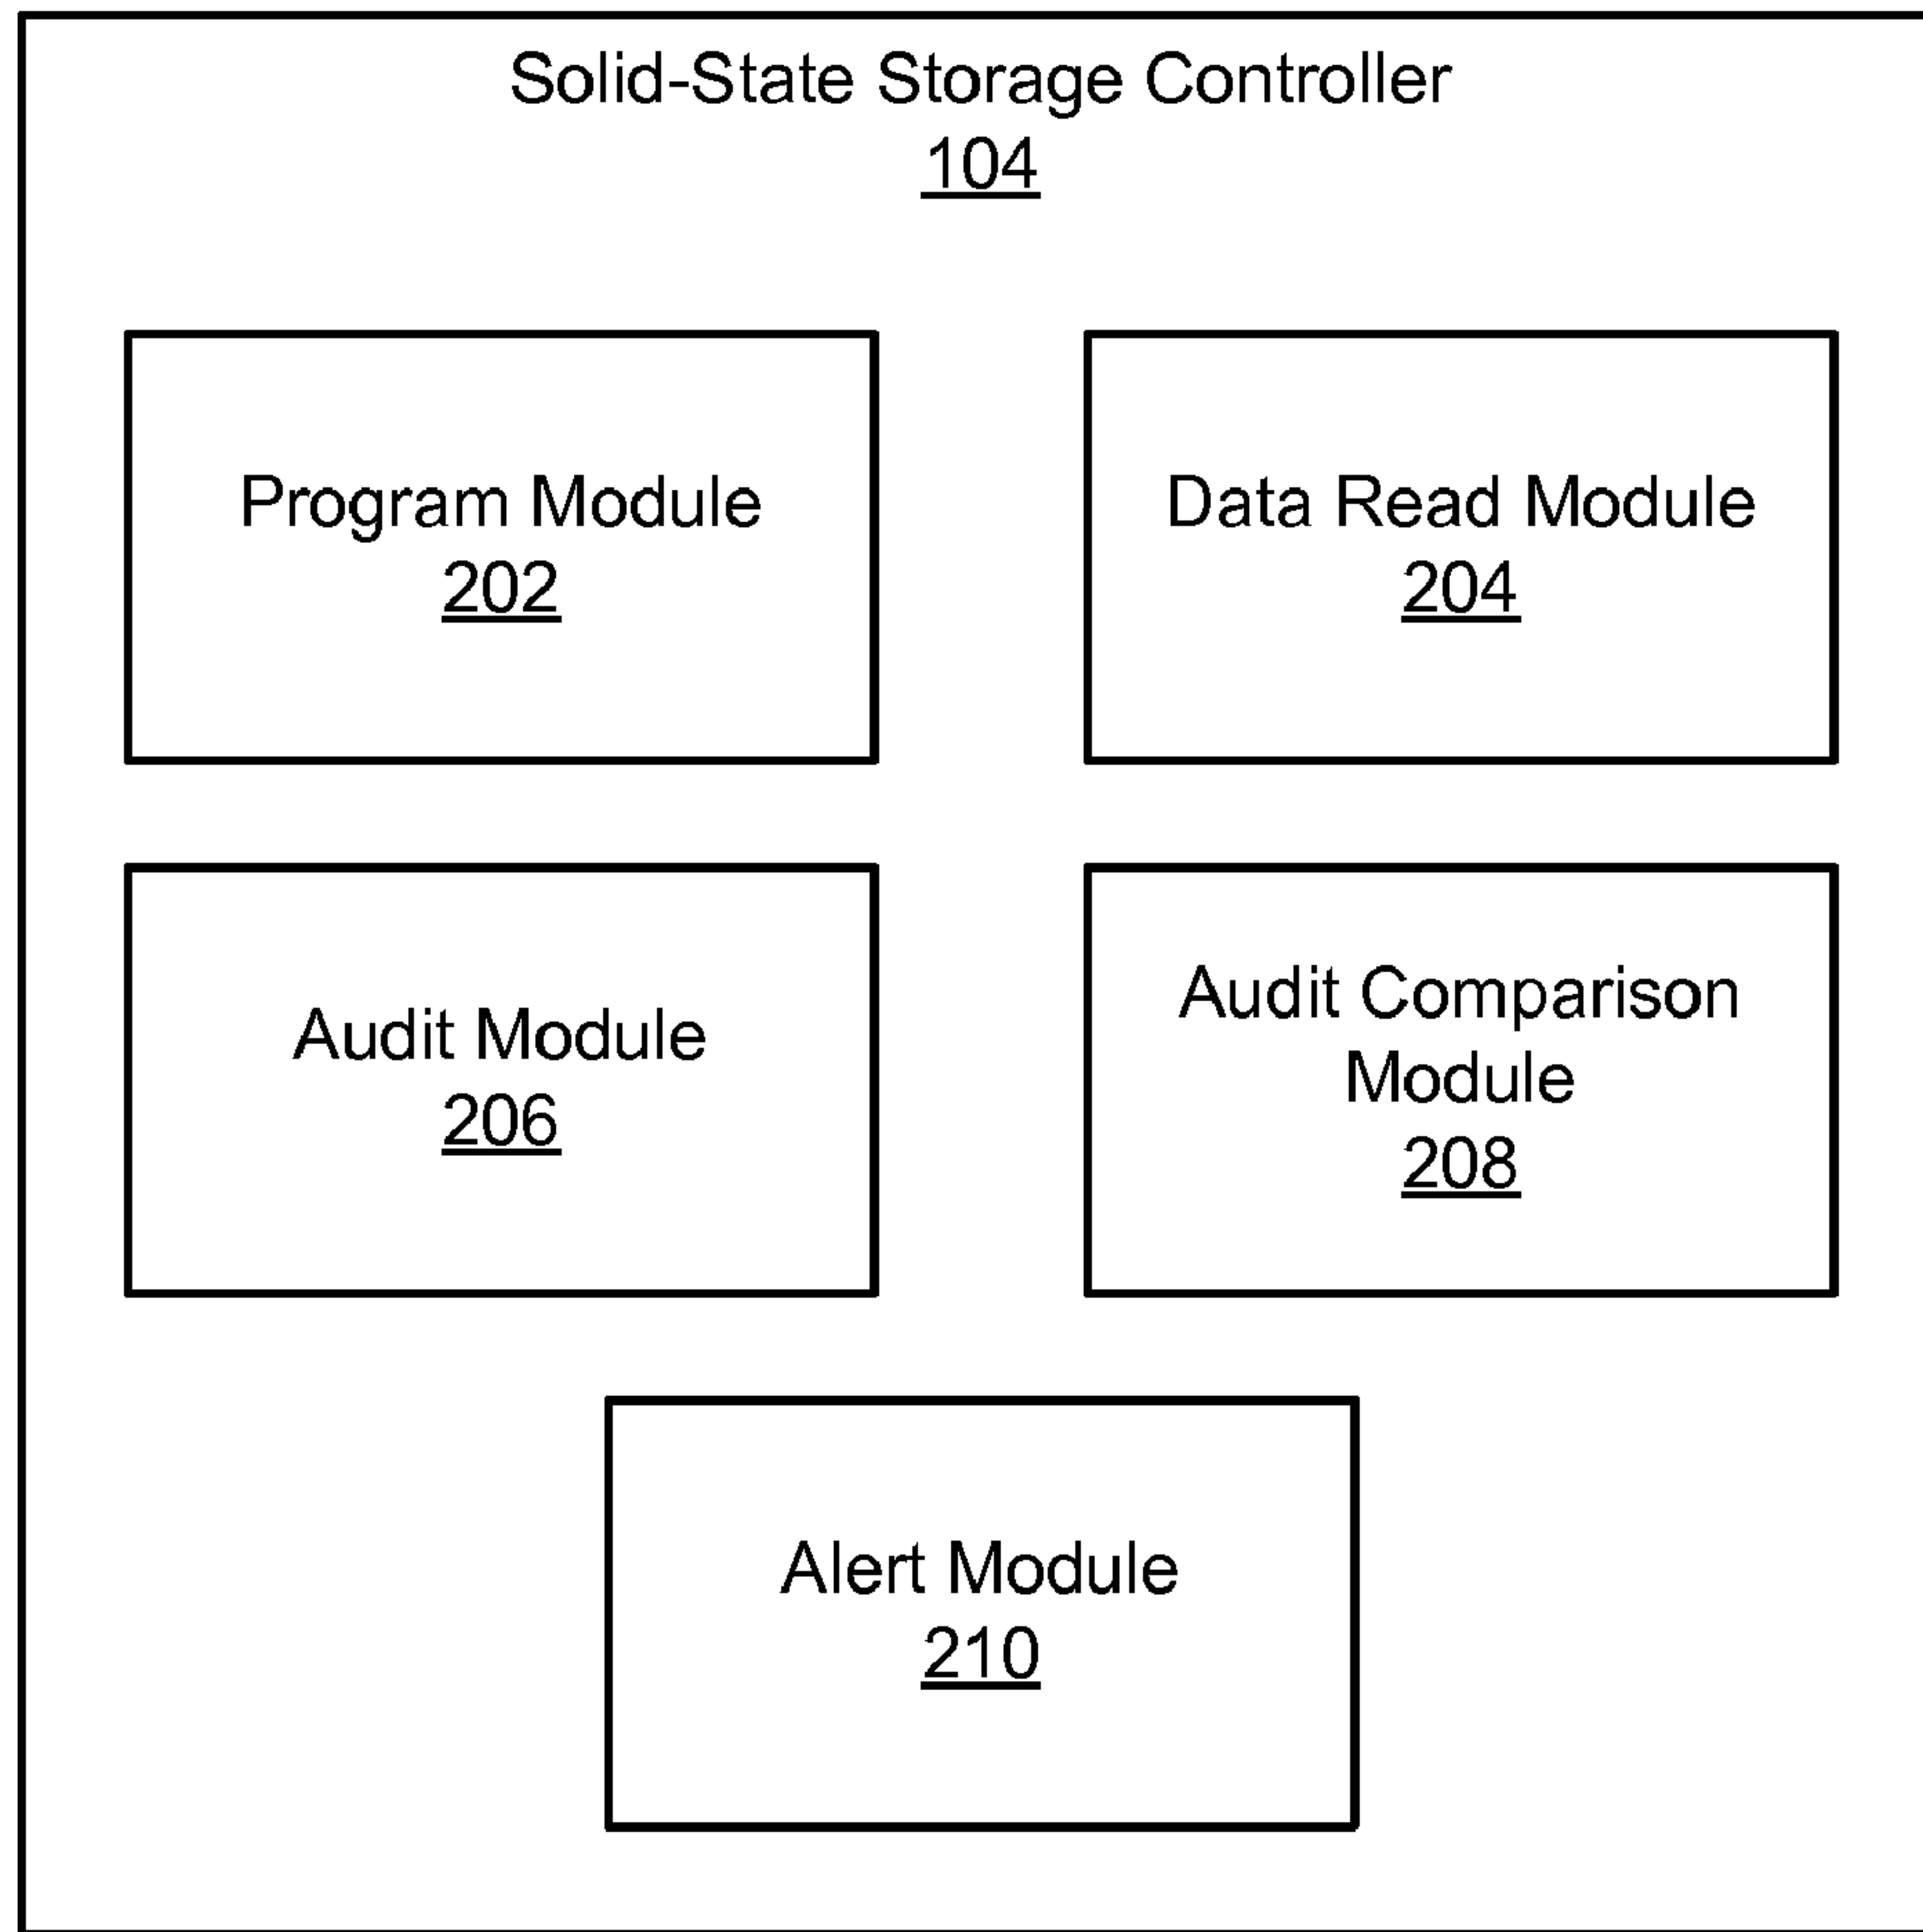 Solid-State Storage Controller
104
Program Module
202
Data Read Module
204
Audit Module
206
Audit Comparison
Module
208
Alert Module
210